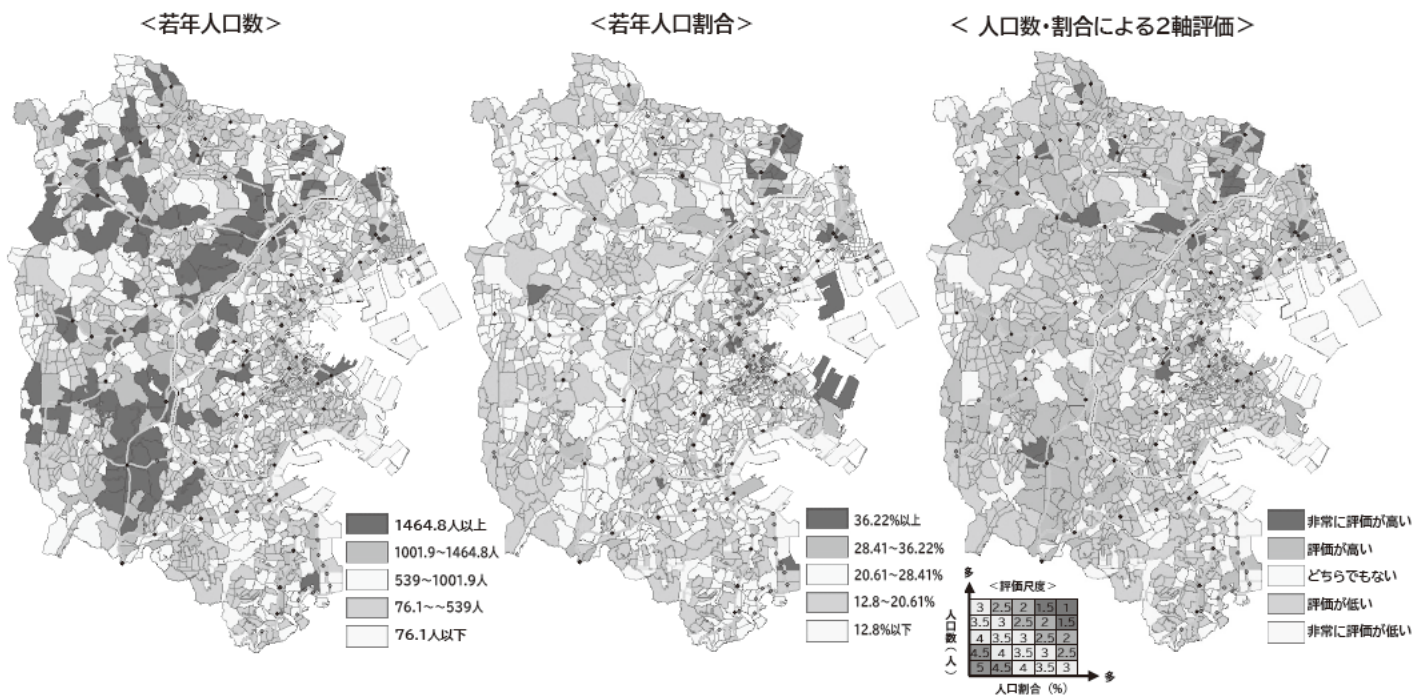 ＜若年人口数＞
＜若年人口割合＞
＜ 人口数･割合による2軸評価＞
1464.8人以上
1001.9～1464.8人
539～1001.9人
76.1～～539人
76.1人以下
36.22%以上
28.41～36.22%
20.61～28.41%
12.8～20.61%
12.8%以下
多
＜評価尺度＞
人口数(人)
3 2.5 2 1.5 1
3.5 3 2.5 2 1.5
4 3.5 3 2.5 2
4.5 4 3.5 3 2.5
5 4.5 4 3.5 3
多
人口割合 (%)
非常に評価が高い
評価が高い
どちらでもない
評価が低い
非常に評価が低い